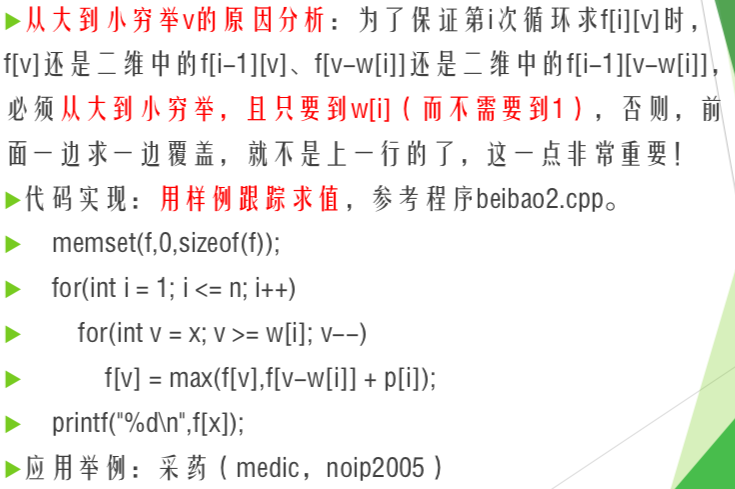 从大到小穷举v的原因分析：为了保证第i次循环求f[i][v]时，
f[v]还是二维中的f[i-1][v]、f[v-w[i]]还是二维中的f[i-1][v-w[i]]，
必须从大到小穷举，且只要到w[i]（而不需要到1），否则，前
面一边求一边覆盖，就不是上一行的了，这一点非常重要！
代码实现：用样例跟踪求值，参考程序beibao2.cpp。
memset(f,0,sizeof(f));
for(int i = 1; i <= n; i++)
for(int v = x; v >= w[i]; v--)
f[v] = max(f[v],f[v-w[i]] + p[i]);
printf("%d\n",f[x]);
应用举例：采药（medic，noip2005）